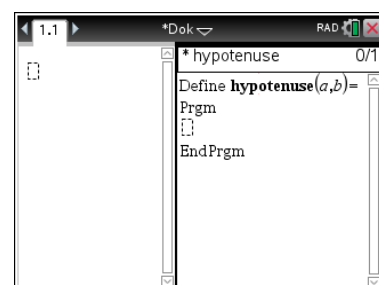 1.1 *Dok RAD
* hypotenuse 0/1
Define hypotenuse(a,b)=
Prgm
EndPrgm